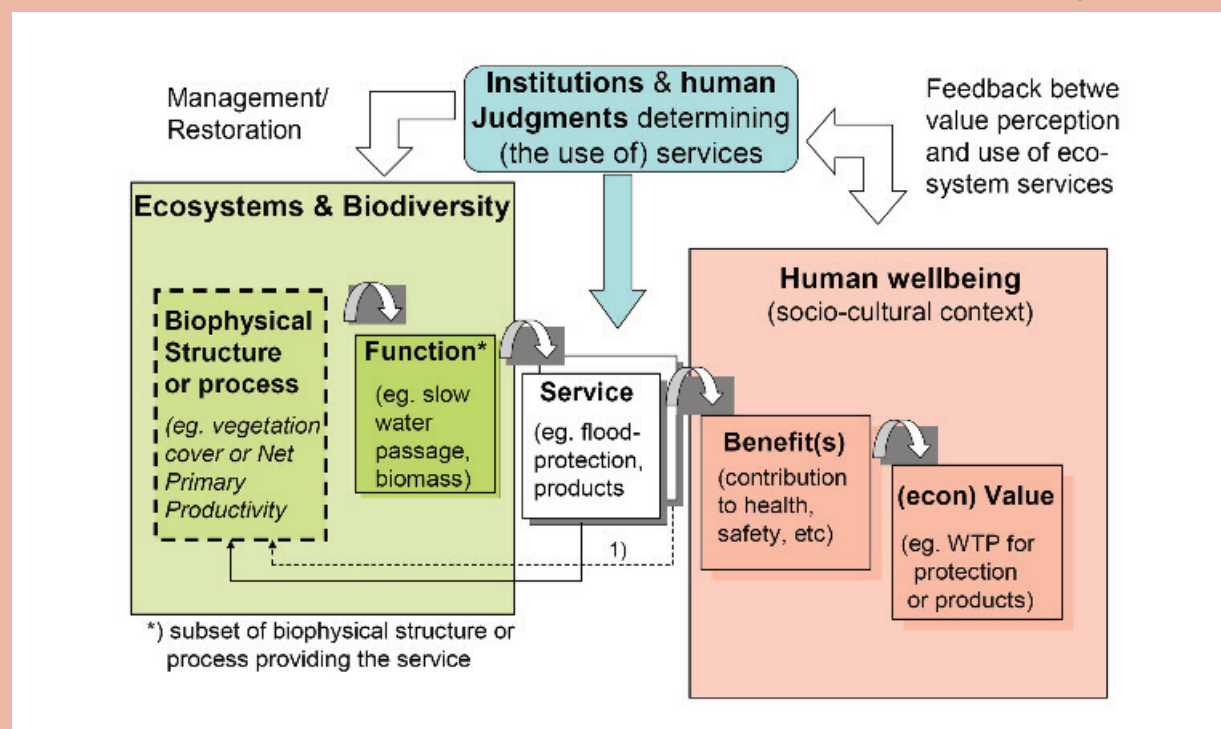 Management/
Restoration
Institutions & human
Judgments determining
(the use of) services
Feedback betwe
value perception
and use of eco-
system services
Ecosystems & Biodiversity
Biophysical
Structure
or process
(eg. vegetation
cover or Net
Primary
Productivity
Function*
(eg. slow
water
passage,
biomass)
Service
(eg. flood-
protection,
products
1)
Human wellbeing
(socio-cultural context)
Benefit(s)
(contribution
to health,
safety, etc)
(econ) Value
(eg. WTP for
protection
or products)
*) subset of biophysical structure or
process providing the service